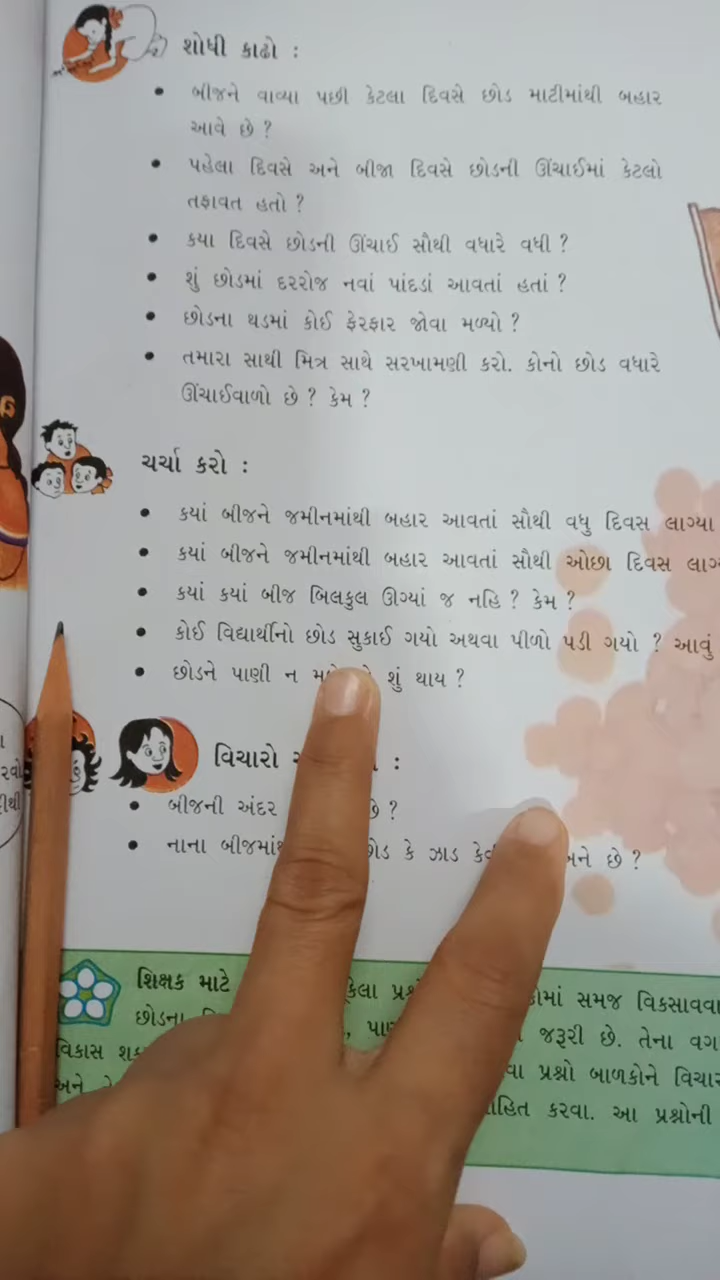 શોધી કાઢો :
• બીજને વાવ્યા પછી કેટલા દિવસે છોડ માટીમાંથી બહાર
આવે છે ?
• પહેલા દિવસે અને બીજા દિવસે છોડની ઊંચાઈમાં કેટલો
તફાવત હતો ?
• કયા દિવસે છોડની ઊંચાઈ સૌથી વધારે વધી ?
• શું છોડમાં દરરોજ નવાં પાંદડાં આવતાં હતાં ?
• છોડના થડમાં કોઈ ફેરફાર જોવા મળ્યો ?
• તમારા સાથી મિત્ર સાથે સરખામણી કરો. કોનો છોડ વધારે
ઊંચાઈવાળો છે ? કેમ ?
ચર્ચા કરો :
• કયાં બીજને જમીનમાંથી બહાર આવતાં સૌથી વધુ દિવસ લાગ્યા
• કયાં બીજને જમીનમાંથી બહાર આવતાં સૌથી ઓછા દિવસ
• કયાં કયાં બીજ બિલકુલ ઊગ્યાં જ નહિ ? કેમ ?
• કોઈ વિદ્યાર્થીનો છોડ સુકાઈ ગયો અથવા પીળો પડી ગયો ? આવું
• છોડને પાણી ન શું થાય ?
વિચારો :
• બીજની અંદર છે ?
• નાના કે ઝાડ છે ?
શિક્ષક માટે સમજ
છોડના જરૂરી છે. તેના
વિકાસ પ્રશ્નો બાળકોને
અને કરવા. આ પ્રશ્નોની